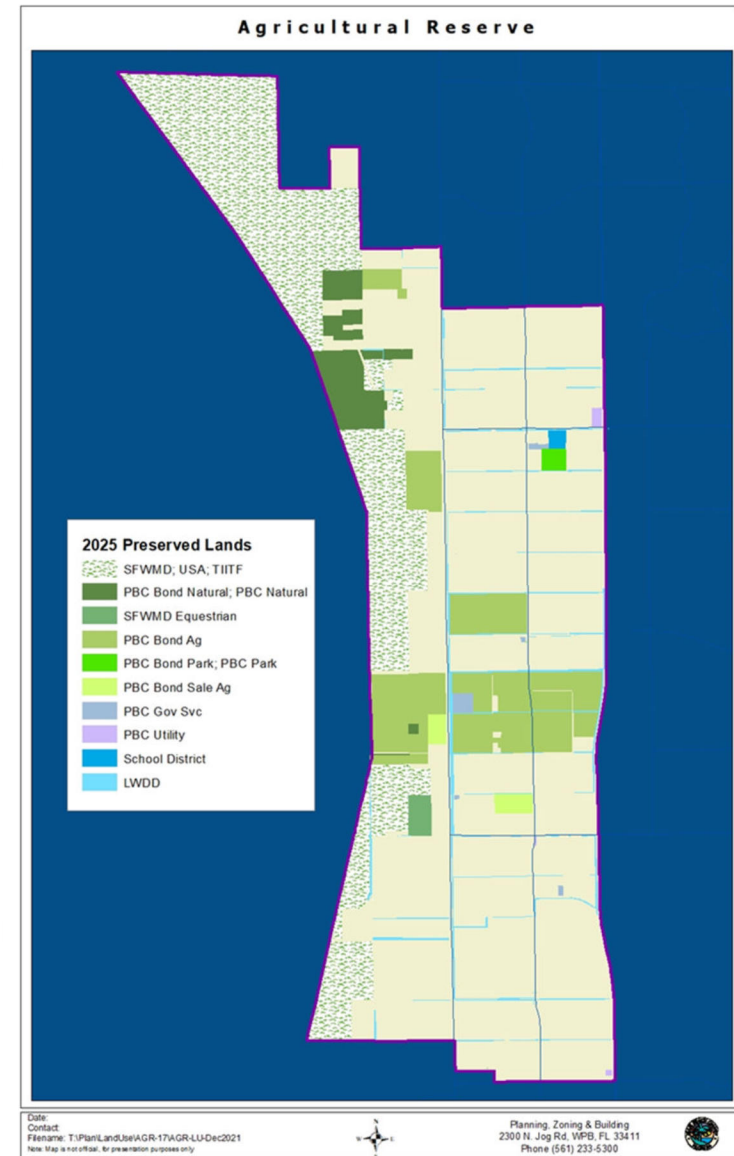 Agricultural Reserve
2025 Preserved Lands
SFWMD; USA; TIITF
PBC Bond Natural; PBC Natural
SFWMD Equestrian
PBC Bond Ag
PBC Bond Park; PBC Park
PBC Bond Sale Ag
PBC Gov Svc
PBC Utility
School District
LWDD
Date:
Contact
Filename: T:\Plan\LandUse\AGR-17\AGR-LU-Dec2021
Note: Map is not official, for presentation purposes only
N
W
E
S
Planning, Zoning & Building
2300 N. Jog Rd, WPB, FL 33411
Phone (561) 233-5300